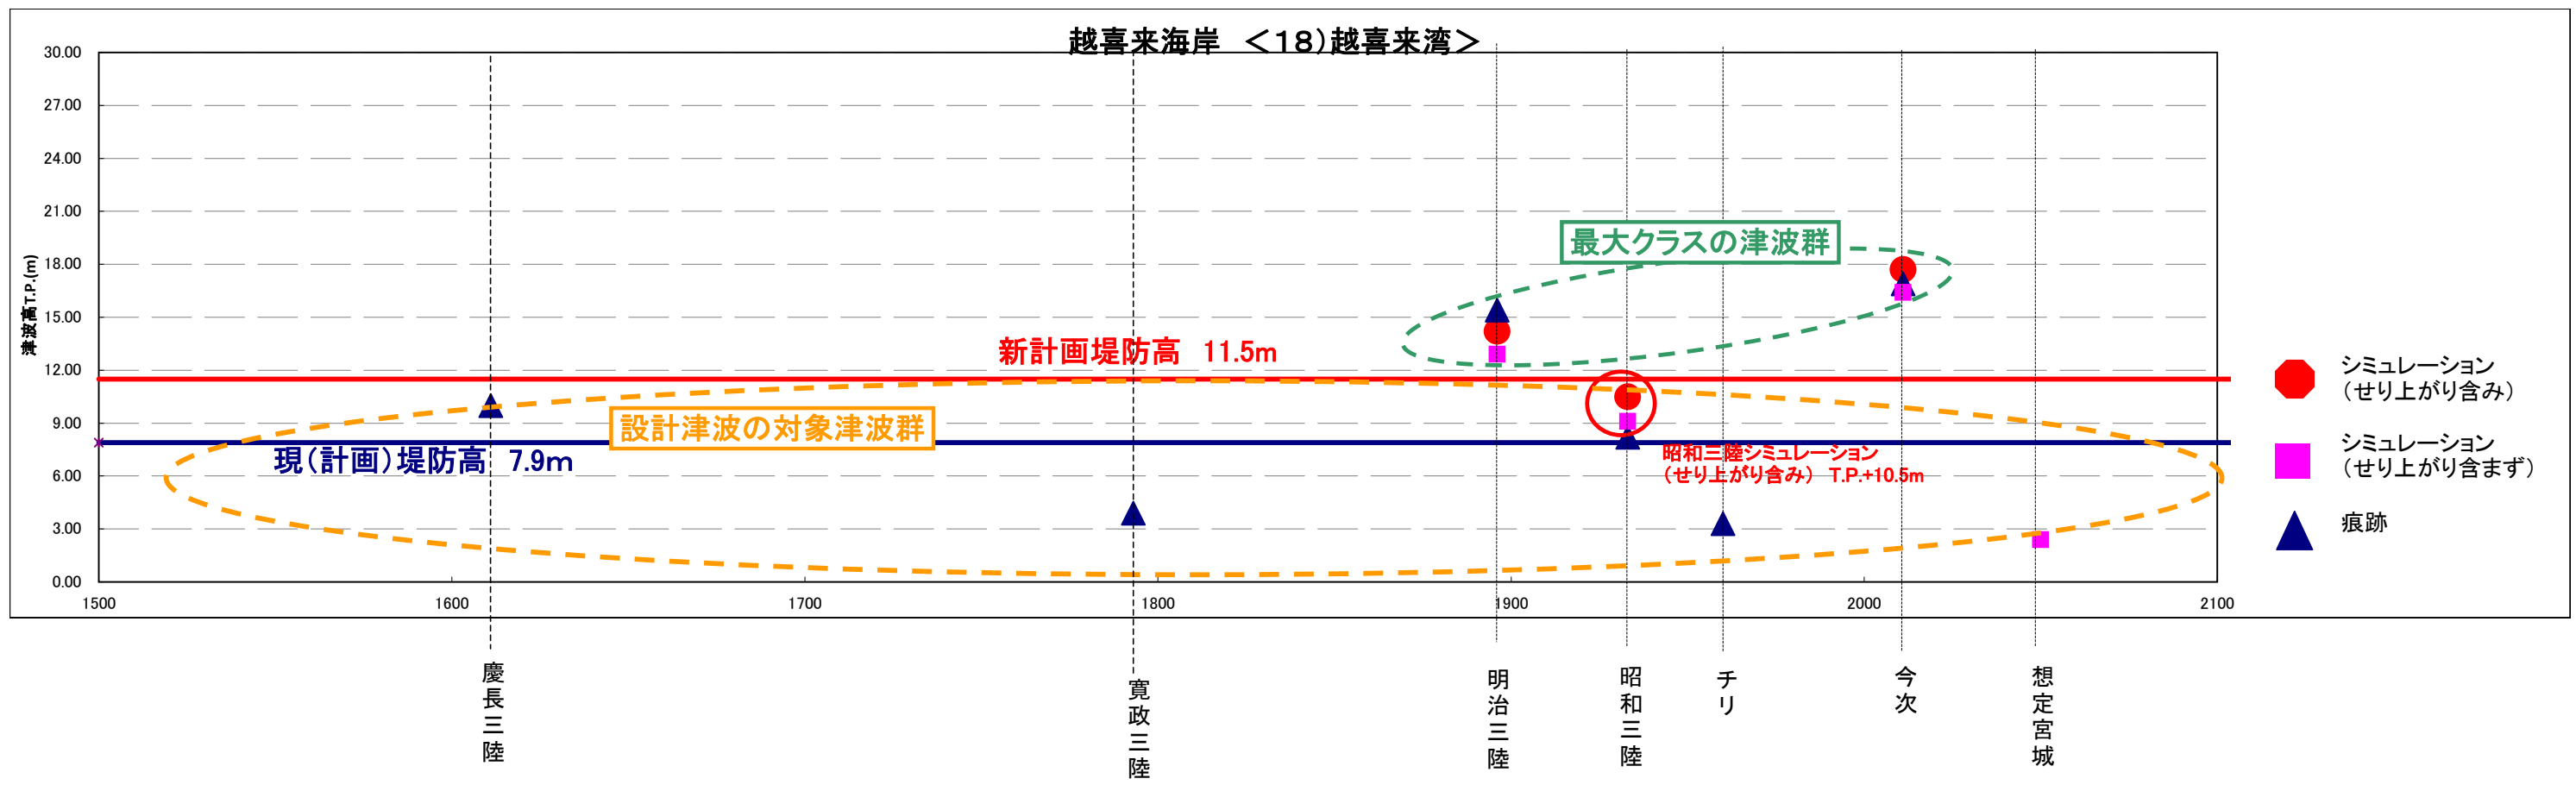 越喜来海岸 ＜18）越喜来湾＞
30.00
27.00
24.00
21.00
18.00
15.00
12.00
9.00
6.00
3.00
0.00
津波高T.P.(m)
最大クラスの津波群
新計画堤防高 11.5m
設計津波の対象津波群
現（計画）堤防高 7.9m
昭和三陸シミュレーション
（せり上がり含み） T.P.+10.5m
1500
1600
1700
1800
1900
2000
2100
慶長三陸
寛政三陸
明治三陸
昭和三陸
チリ
今次
想定宮城
シミュレーション
（せり上がり含み）
シミュレーション
（せり上がり含まず）
痕跡